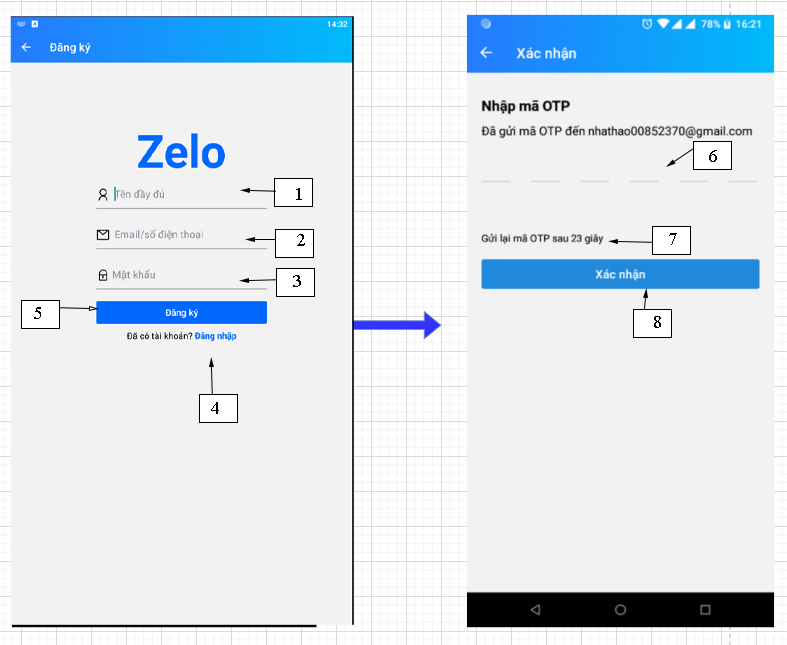 14:32
Đăng ký
Zelo
Tên đầy đủ
1
Email/số điện thoại
2
Mật khẩu
3
5
Đăng ký
Đã có tài khoản? Đăng nhập
4
78% 16:21
Xác nhận
Nhập mã OTP
Đã gửi mã OTP đến nhathao00852370@gmail.com
6
Gửi lại mã OTP sau 23 giây
7
Xác nhận
8